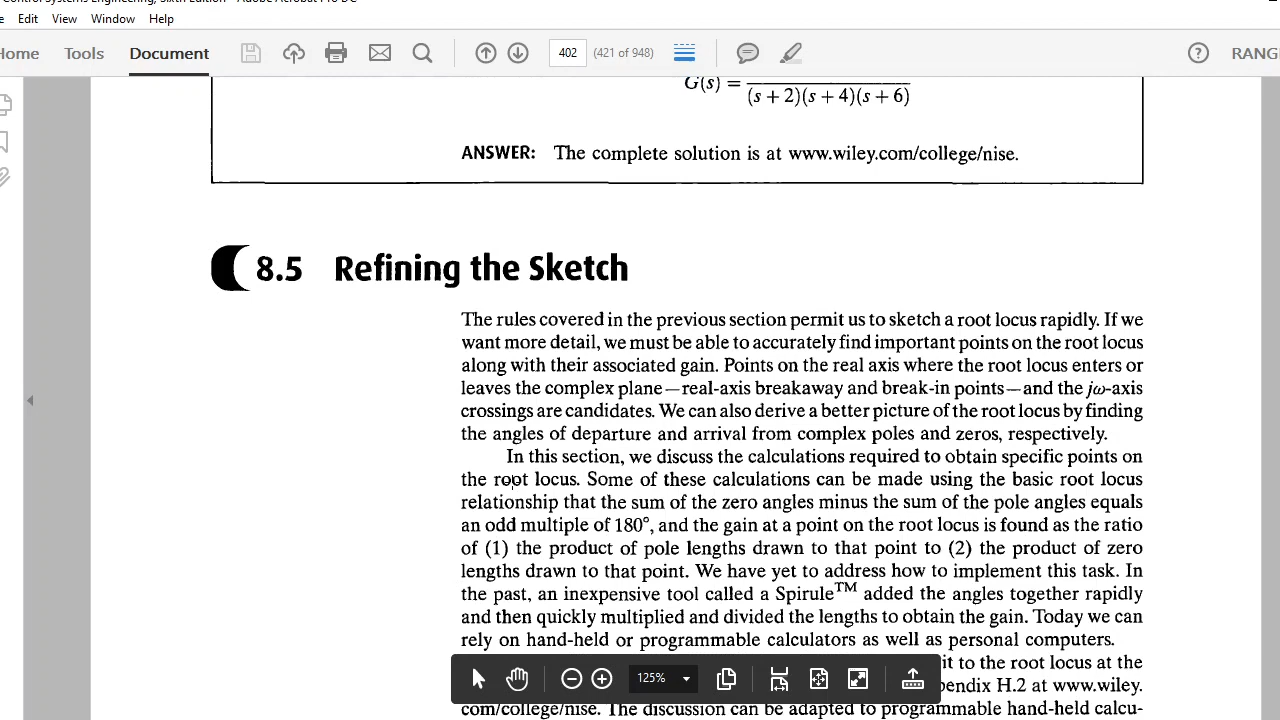 Control Systems Engineering, Sixth Edition - Adobe Acrobat Pro DC
Edit View Window Help
Home Tools Document 402 (421 of 948) RANG
G(s) =
(s + 2)(s + 4)(s + 6)
ANSWER: The complete solution is at www.wiley.com/college/nise.
8.5 Refining the Sketch
The rules covered in the previous section permit us to sketch a root locus rapidly. If we
want more detail, we must be able to accurately find important points on the root locus
along with their associated gain. Points on the real axis where the root locus enters or
leaves the complex plane—real-axis breakaway and break-in points—and the jω-axis
crossings are candidates. We can also derive a better picture of the root locus by finding
the angles of departure and arrival from complex poles and zeros, respectively.
In this section, we discuss the calculations required to obtain specific points on
the root locus. Some of these calculations can be made using the basic root locus
relationship that the sum of the zero angles minus the sum of the pole angles equals
an odd multiple of 180°, and the gain at a point on the root locus is found as the ratio
of (1) the product of pole lengths drawn to that point to (2) the product of zero
lengths drawn to that point. We have yet to address how to implement this task. In
the past, an inexpensive tool called a Spirule™ added the angles together rapidly
and then quickly multiplied and divided the lengths to obtain the gain. Today we can
rely on hand-held or programmable calculators as well as personal computers.
it to the root locus at the
125%
pendix H.2 at www.wiley.
com/college/nise. The discussion can be adapted to programmable hand-held calcu-